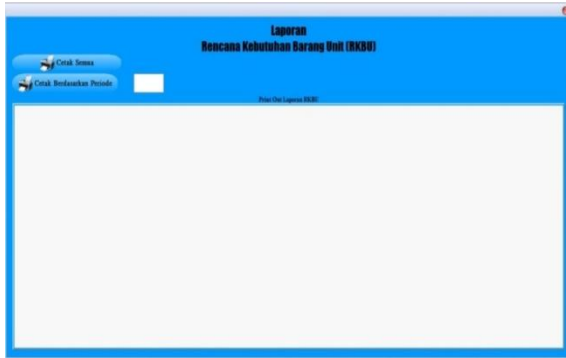 Laporan
Rencana Kebutuhan Barang Unit (RKBU)
Cetak Semua
Cetak Berdasarkan Periode
Print Out Laporan RKBU